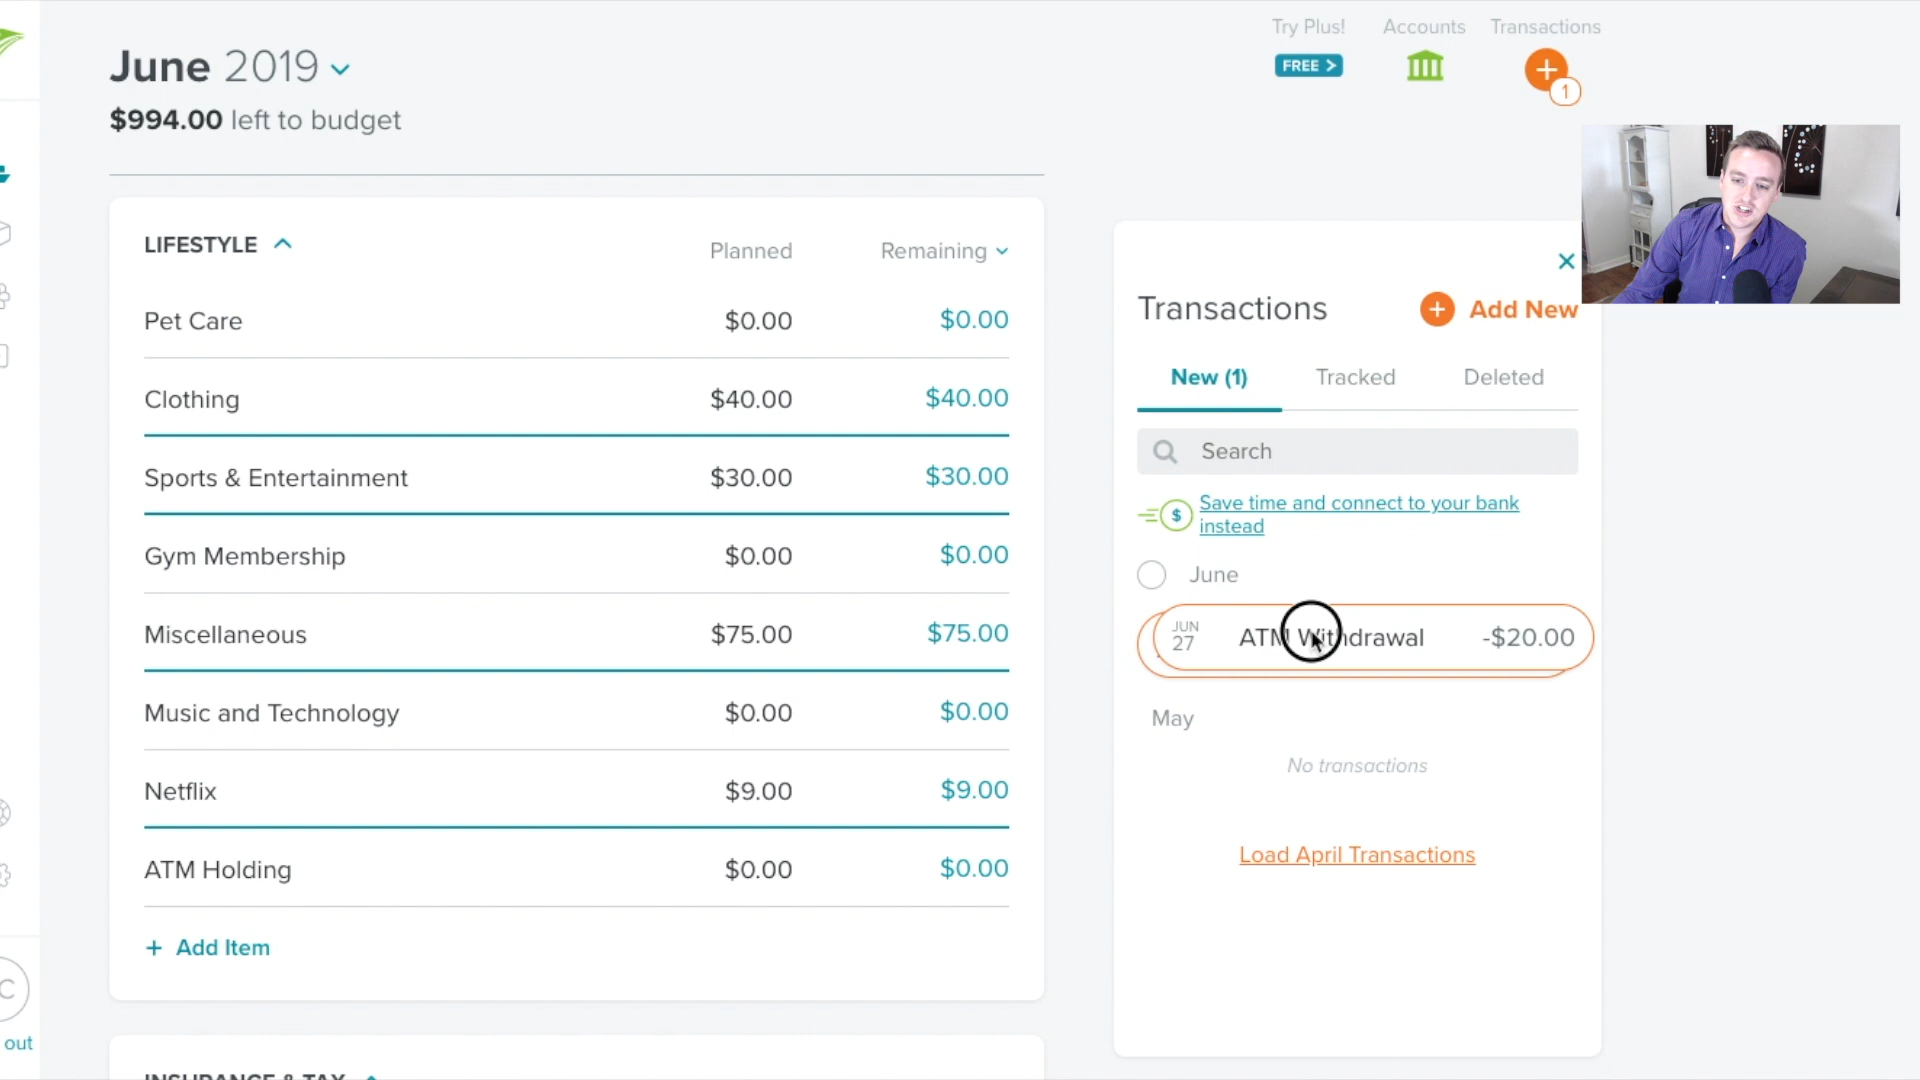 June 2019
$994.00 left to budget
Try Plus!
FREE >
Accounts
Transactions
1
LIFESTYLE
Planned
Remaining
Pet Care $0.00 $0.00
Clothing $40.00 $40.00
Sports & Entertainment $30.00 $30.00
Gym Membership $0.00 $0.00
Miscellaneous $75.00 $75.00
Music and Technology $0.00 $0.00
Netflix $9.00 $9.00
ATM Holding $0.00 $0.00
+ Add Item
INSURANCE & TAX
Transactions
+ Add New
New (1) Tracked Deleted
Search
$
Save time and connect to your bank
instead
June
JUN
27
ATM Withdrawal -$20.00
May
No transactions
Load April Transactions
C
out